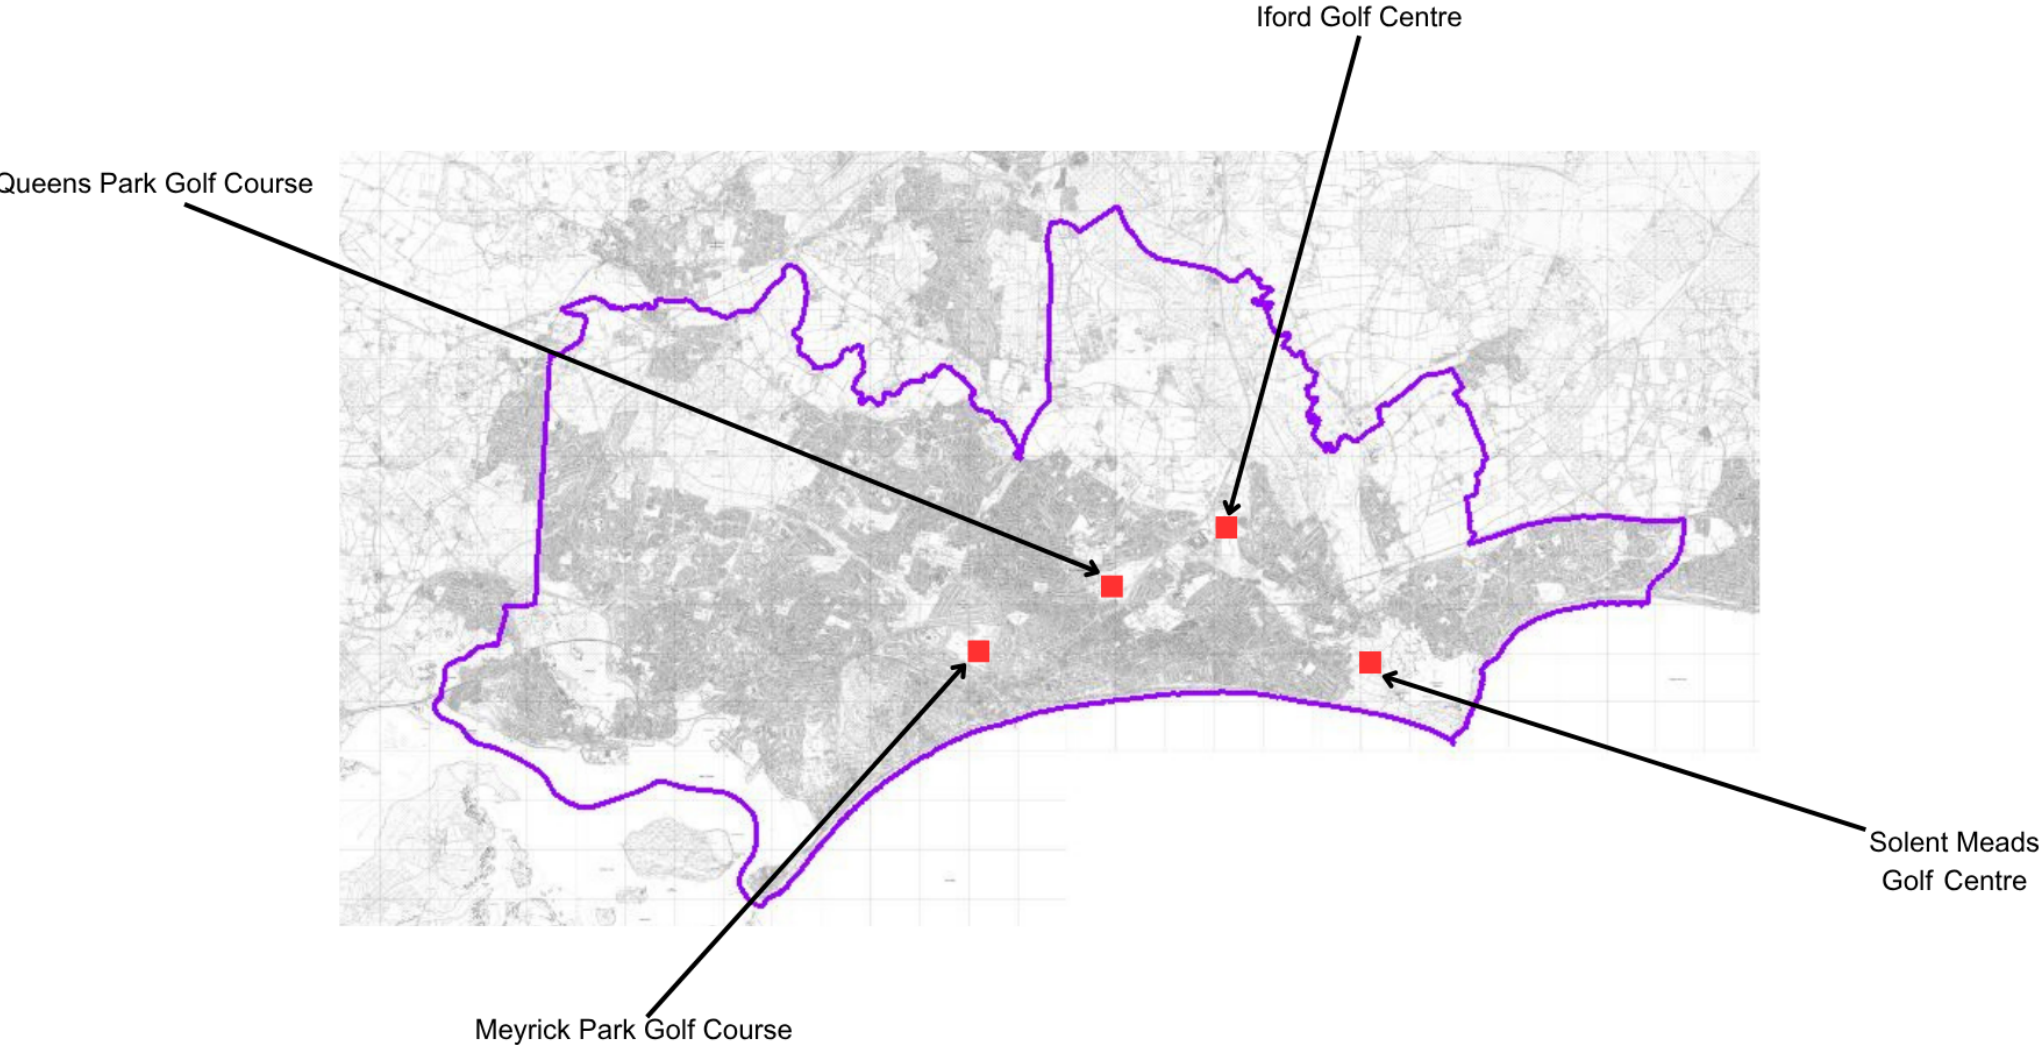 Iford Golf Centre
Queens Park Golf Course
Solent Meads
Golf Centre
Meyrick Park Golf Course